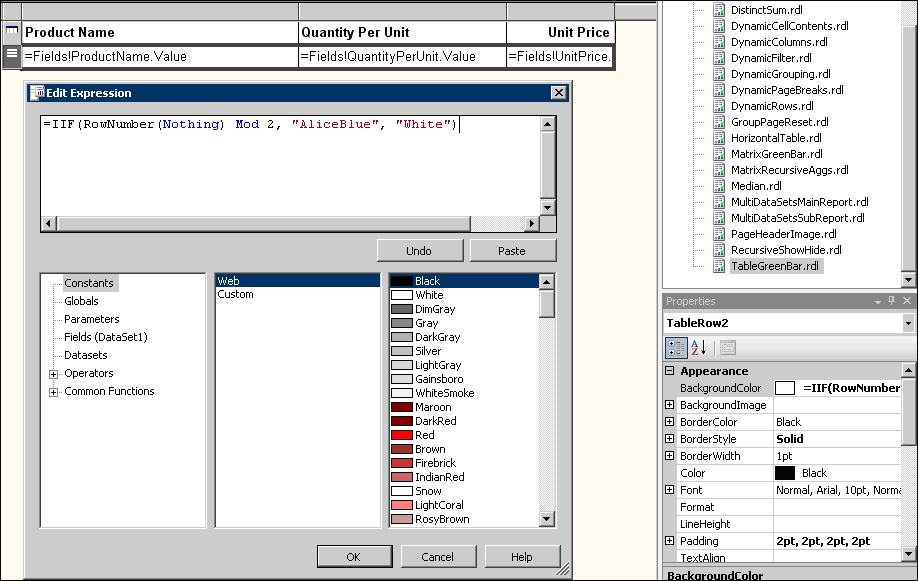 Product Name Quantity Per Unit Unit Price
=Fields!ProductName.Value =Fields!QuantityPerUnit.Value =Fields!UnitPrice.
Edit Expression
=IIF(RowNumber(Nothing) Mod 2, "AliceBlue", "White")
Undo Paste
Constants
Globals
Parameters
Fields (DataSet1)
Datasets
Operators
Common Functions
Web
Custom
Black
White
DimGray
Gray
DarkGray
Silver
LightGray
Gainsboro
WhiteSmoke
Maroon
DarkRed
Red
Brown
Firebrick
IndianRed
Snow
LightCoral
RosyBrown
OK Cancel Help
DistinctSum.rdl
DynamicCellContents.rdl
DynamicColumns.rdl
DynamicFilter.rdl
DynamicGrouping.rdl
DynamicPageBreaks.rdl
DynamicRows.rdl
GroupPageReset.rdl
HorizontalTable.rdl
MatrixGreenBar.rdl
MatrixRecursiveAggs.rdl
Median.rdl
MultiDataSetsMainReport.rdl
MultiDataSetsSubReport.rdl
PageHeaderImage.rdl
RecursiveShowHide.rdl
TableGreenBar.rdl
Properties
TableRow2
Appearance
BackgroundColor =IIF(RowNumber
BackgroundImage
BorderColor Black
BorderStyle Solid
BorderWidth 1pt
Color Black
Font Normal, Arial, 10pt, Norma
Format
LineHeight
Padding 2pt, 2pt, 2pt, 2pt
TextAlign
BackgroundColor